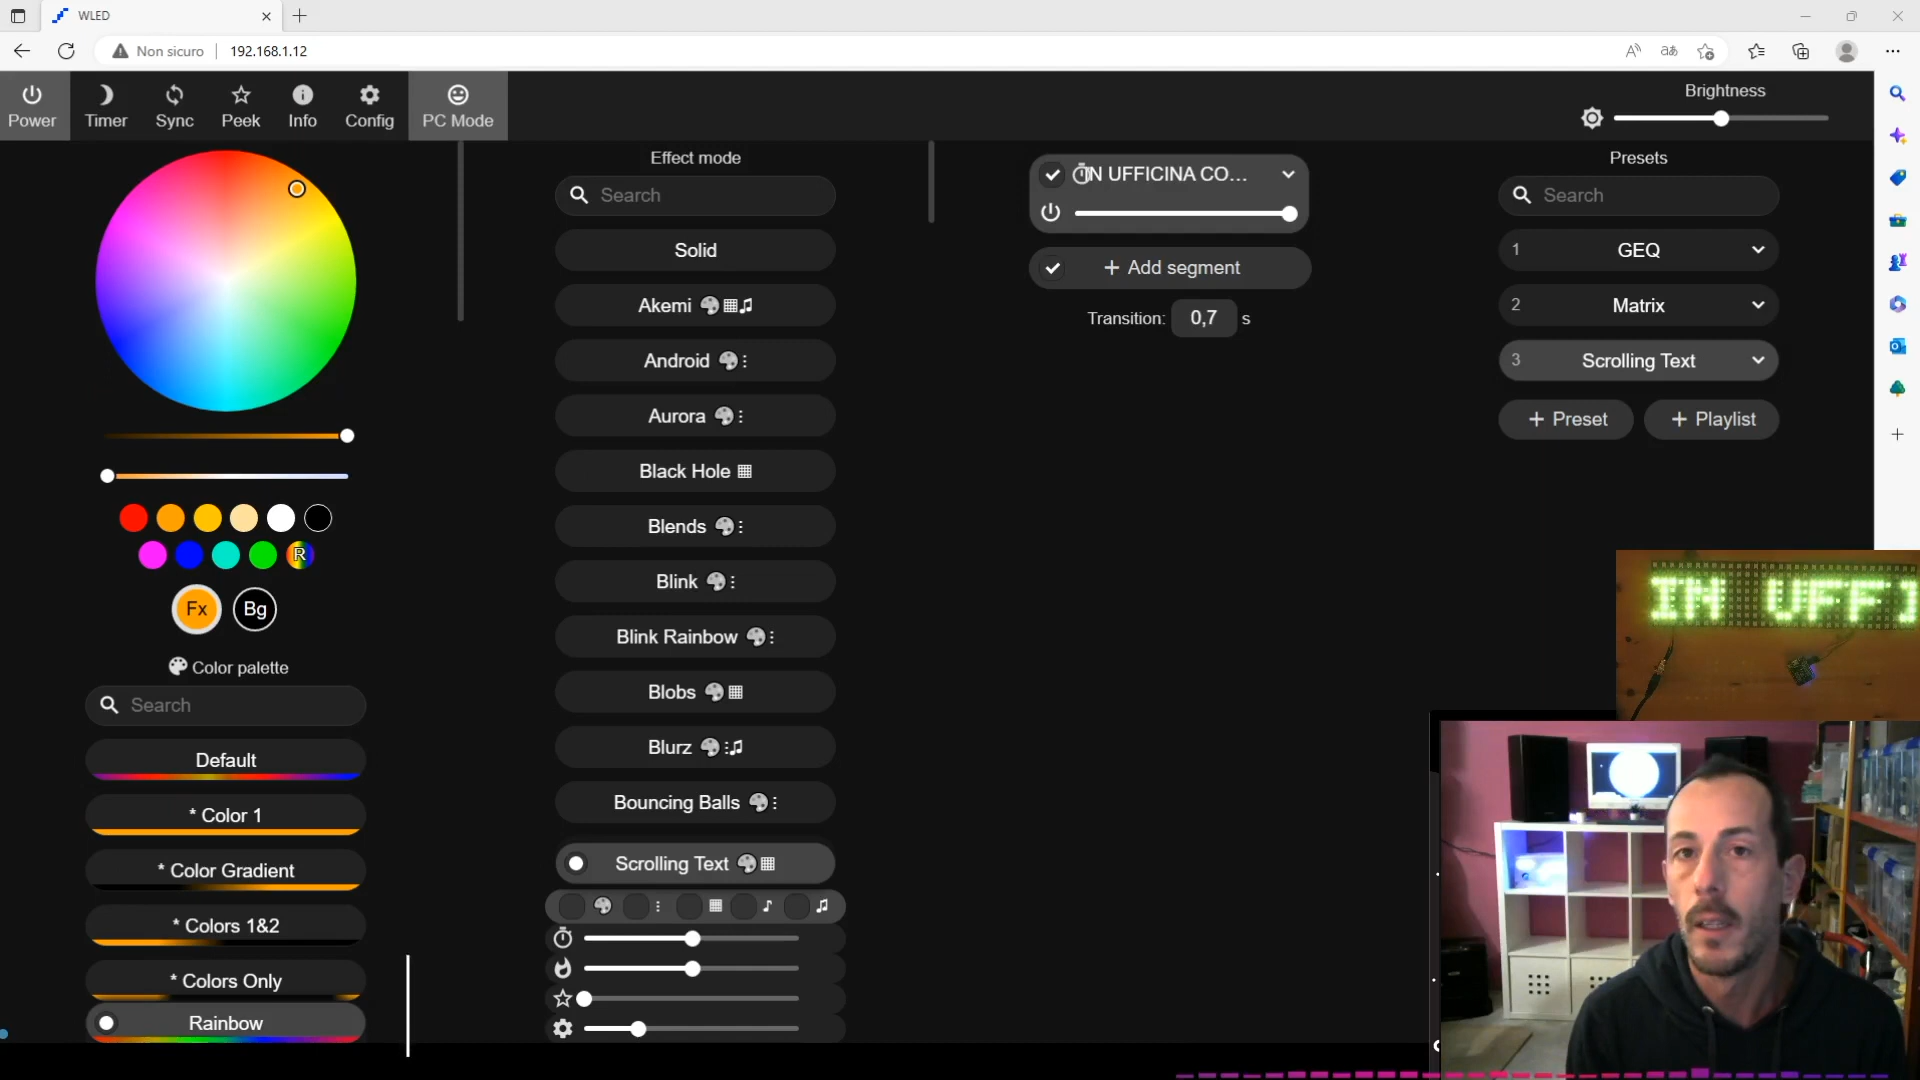 WLED
Non sicuro
192.168.1.12
Power
Timer
Sync
Peek
Info
Config
PC Mode
Brightness
Fx
Bg
R
Color palette
Search
Default
* Color 1
* Color Gradient
* Colors 1&2
* Colors Only
Rainbow
Effect mode
Search
Solid
Akemi
Android
Aurora
Black Hole
Blends
Blink
Blink Rainbow
Blobs
Blurz
Bouncing Balls
Scrolling Text
IN UFFICINA CO...
+ Add segment
Transition: 0,7 s
Presets
Search
1 GEQ
2 Matrix
3 Scrolling Text
+ Preset
+ Playlist
IN UFFI